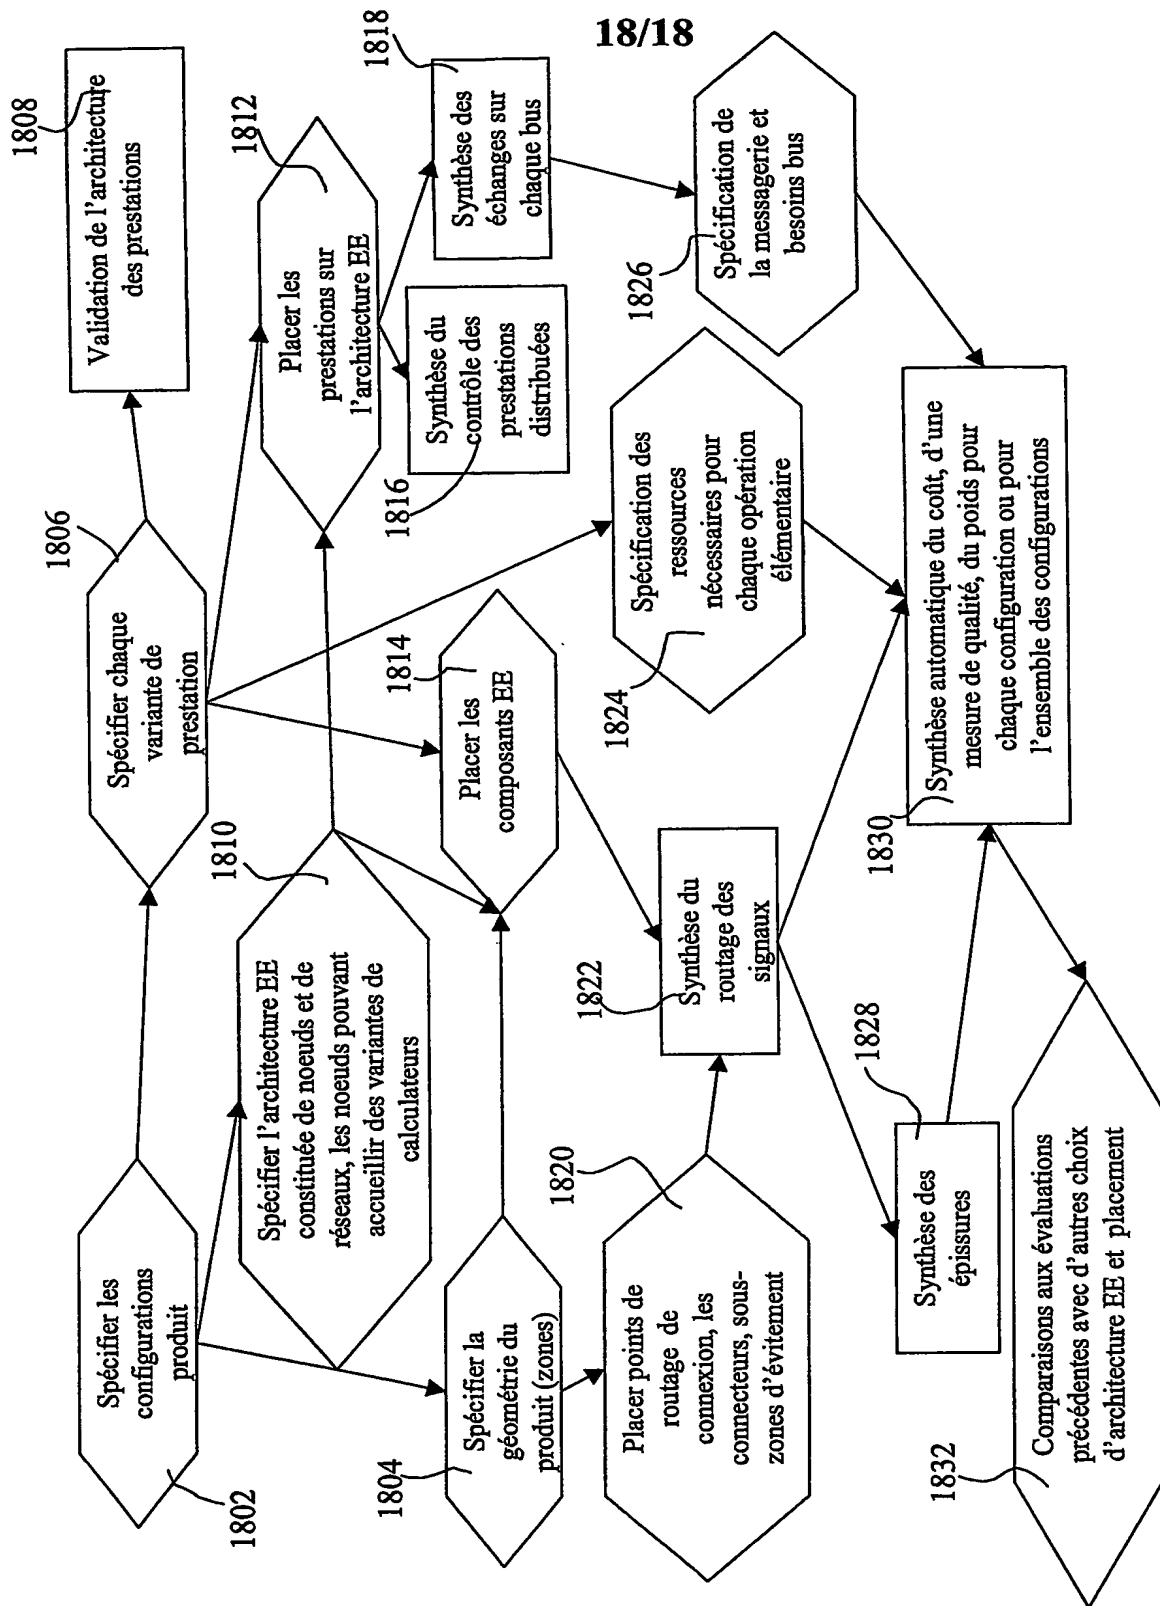 18/18
1802
Spécifier les
configurations
produit
1806
Spécifier chaque
variante de
prestation
1808
Validation de l'architecture
des prestations
1810
Spécifier l'architecture EE
constituée de noeuds et de
réseaux, les noeuds pouvant
accueillir des variantes de
calculateurs
1812
Placer les
prestations sur
l'architecture EE
1804
Spécifier la
géométrie du
produit (zones)
1814
Placer les
composants EE
1816
Synthèse du
contrôle des
prestations
distribuées
1818
Synthèse des
échanges sur
chaque bus
1820
Placer points de
routage de
connexion, les
connecteurs, sous-
zones d'évitement
1822
Synthèse du
routage des
signaux
1824
Spécification des
ressources
nécessaires pour
chaque opération
élémentaire
1826
Spécification de
la messagerie et
besoins bus
1828
Synthèse des
épissures
1830
Synthèse automatique du coût, d'une
mesure de qualité, du poids pour
chaque configuration ou pour
l'ensemble des configurations
1832
Comparaisons aux évaluations
précédentes avec d'autres choix
d'architecture EE et placement